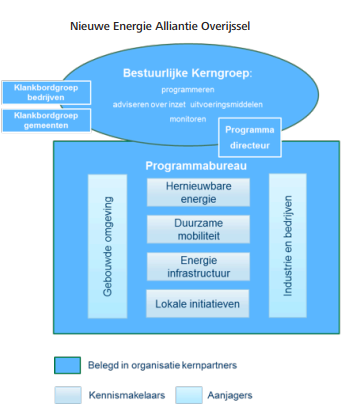 Nieuwe Energie Alliantie Overijssel
Bestuurlijke Kerngroep:
programmeren
adviseren over inzet uitvoeringsmiddelen
monitoren
Klankbordgroep
bedrijven
Klankbordgroep
gemeenten
Programma
directeur
Programmabureau
Gebouwde omgeving
Hernieuwbare
energie
Duurzame
mobiliteit
Energie
infrastructuur
Lokale initiatieven
Industrie en bedrijven
Belegd in organisatie kernpartners
Kennismakelaars
Aanjagers